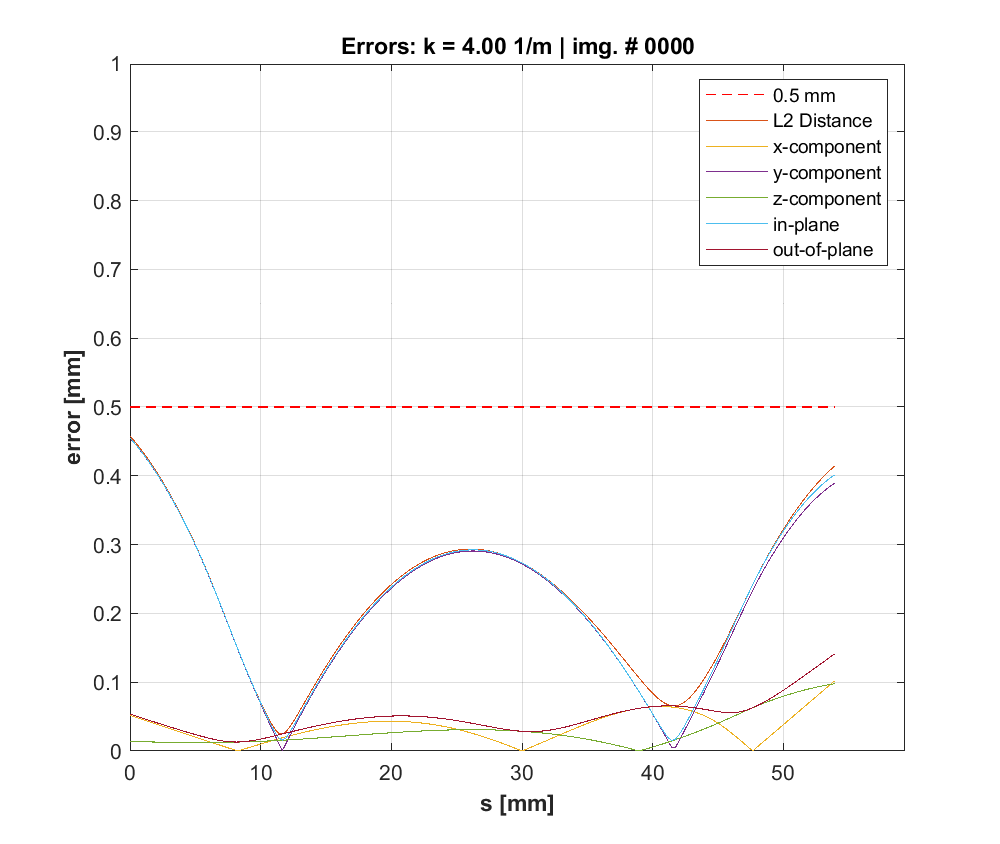 Errors: k = 4.00 1/m | img. # 0000
1
0.9
0.8
0.7
0.6
0.5
0.4
0.3
0.2
0.1
0
error [mm]
0.5 mm
L2 Distance
x-component
y-component
z-component
in-plane
out-of-plane
0 10 20 30 40 50
s [mm]